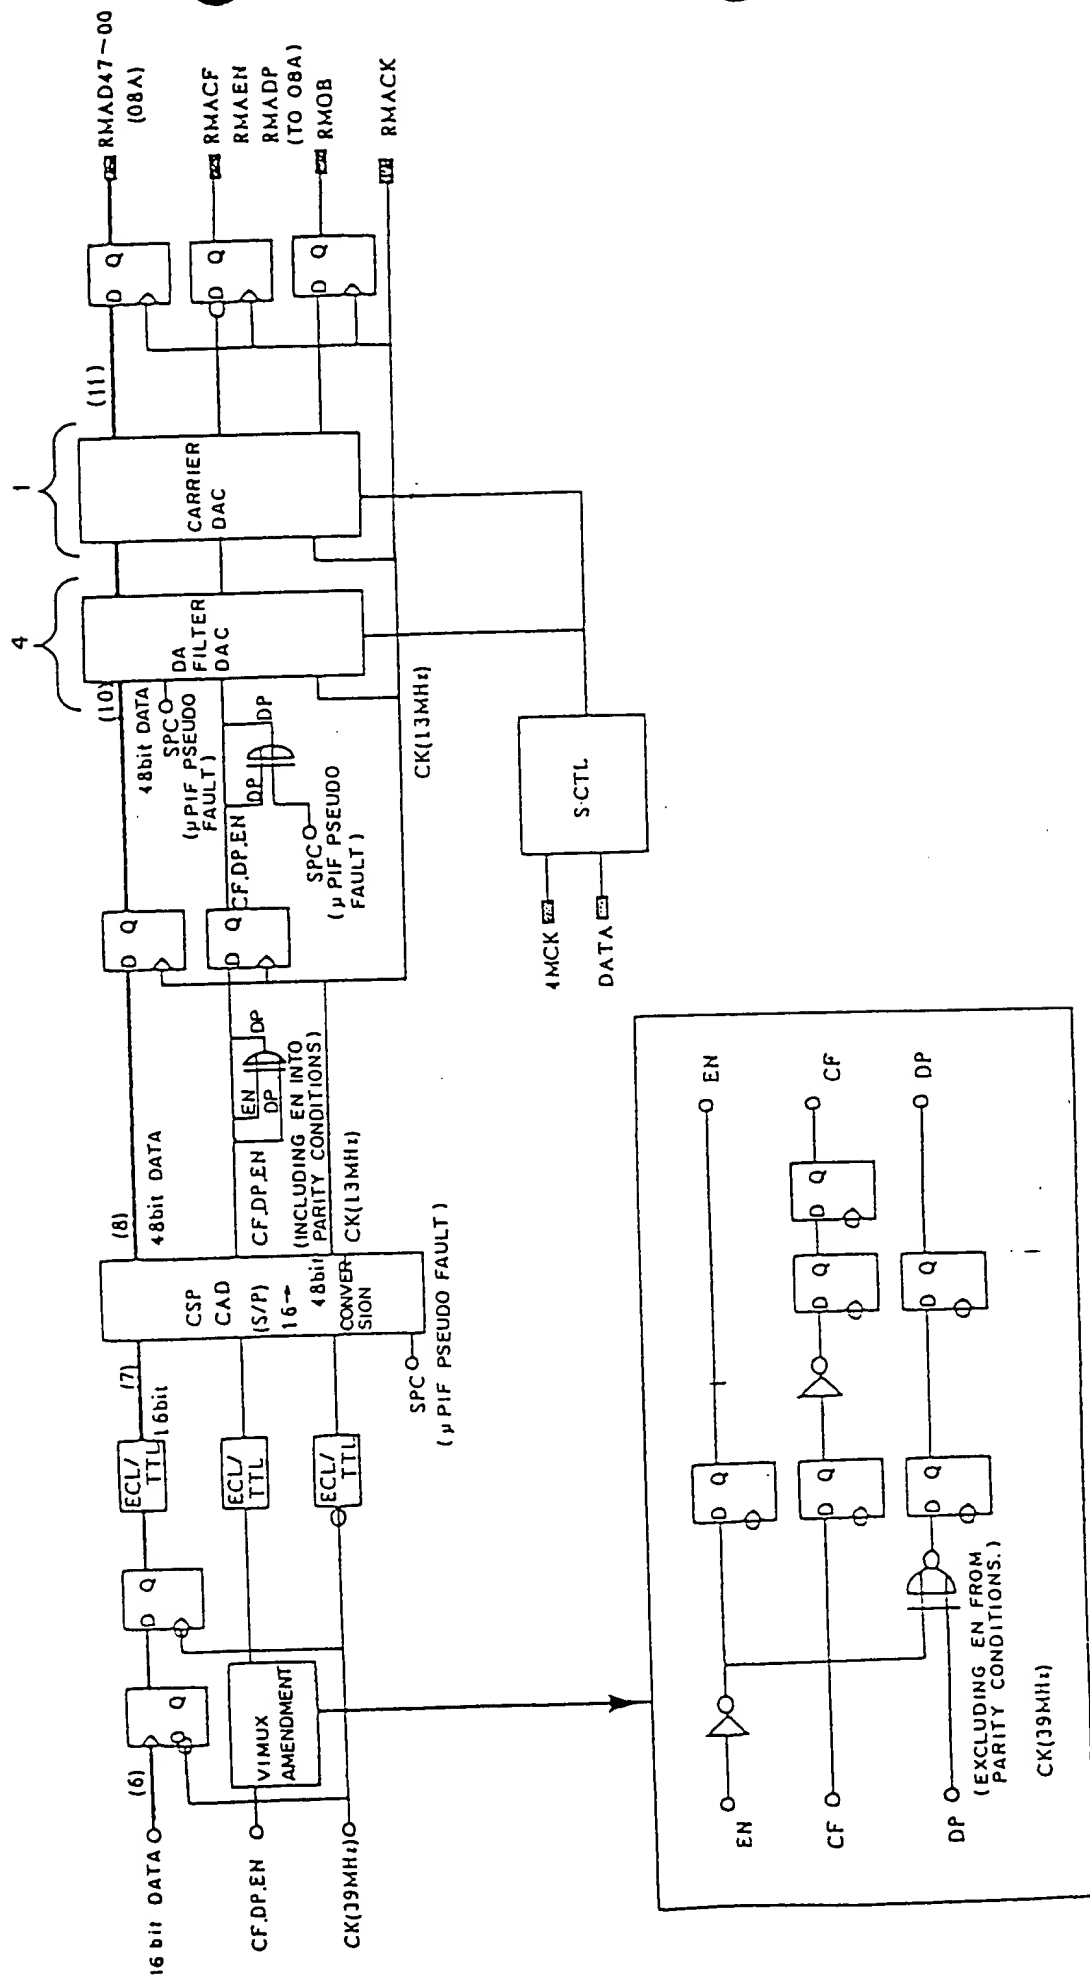 16 bit DATA
(6)
CF.DP.EN
CK(39MHz)
D Q
D Q
VIMUX
AMENDMENT
ECL/
TTL
ECL/
TTL
ECL/
TTL
(7)
16bit
CSP
CAD
(S/P)
16→
48bit
CONVER
SION
SPC
(μPIF PSEUDO FAULT)
(8)
48bit DATA
CF.DP.EN
EN
DP
DP
(INCLUDING EN INTO
PARITY CONDITIONS)
CK(13MHz)
D Q
D Q
CF.DP.EN
DP
DP
SPC
(μPIF PSEUDO
FAULT)
(10)
48bit DATA
SPC
(μPIF PSEUDO
FAULT)
4
DA
FILTER
DAC
1
CARRIER
DAC
CK(13MHz)
(11)
D Q
D Q
D Q
RMAD47-00
(08A)
RMACF
RMAEN
RMADP
(TO 08A)
RMOB
RMACK
4MCK
DATA
S-CTL
EN
D Q
EN
CF
D Q
D Q
D Q
CF
DP
(EXCLUDING EN FROM
PARITY CONDITIONS.)
D Q
D Q
DP
CK(39MHz)